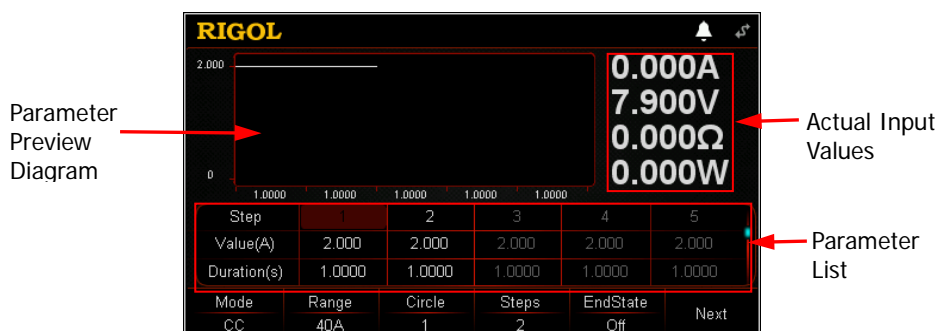 RIGOL
2.000
0
1.0000 1.0000 1.0000 1.0000 1.0000
0.000A
7.900V
0.000Ω
0.000W
Parameter
Preview
Diagram
Actual Input
Values
Step 1 2 3 4 5
Value(A) 2.000 2.000 2.000 2.000 2.000
Duration(s) 1.0000 1.0000 1.0000 1.0000 1.0000
Parameter
List
Mode Range Circle Steps EndState Next
CC 40A 1 2 Off